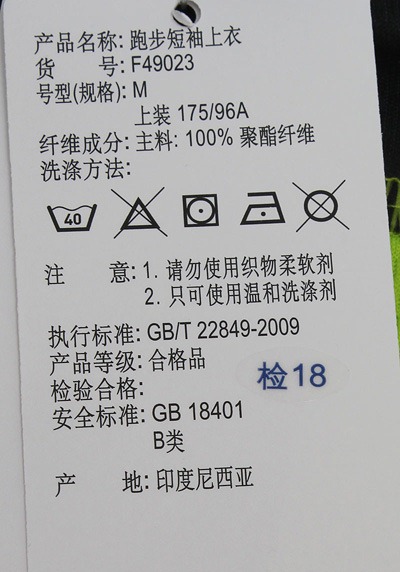 产品名称: 跑步短袖上衣
货 号: F49023
号型(规格): M
上装 175/96A
纤维成分: 主料: 100% 聚酯纤维
洗涤方法:
40
注 意: 1. 请勿使用织物柔软剂
2. 只可使用温和洗涤剂
执行标准: GB/T 22849-2009
产品等级: 合格品
检验合格: 检18
安全标准: GB 18401
B类
产 地: 印度尼西亚